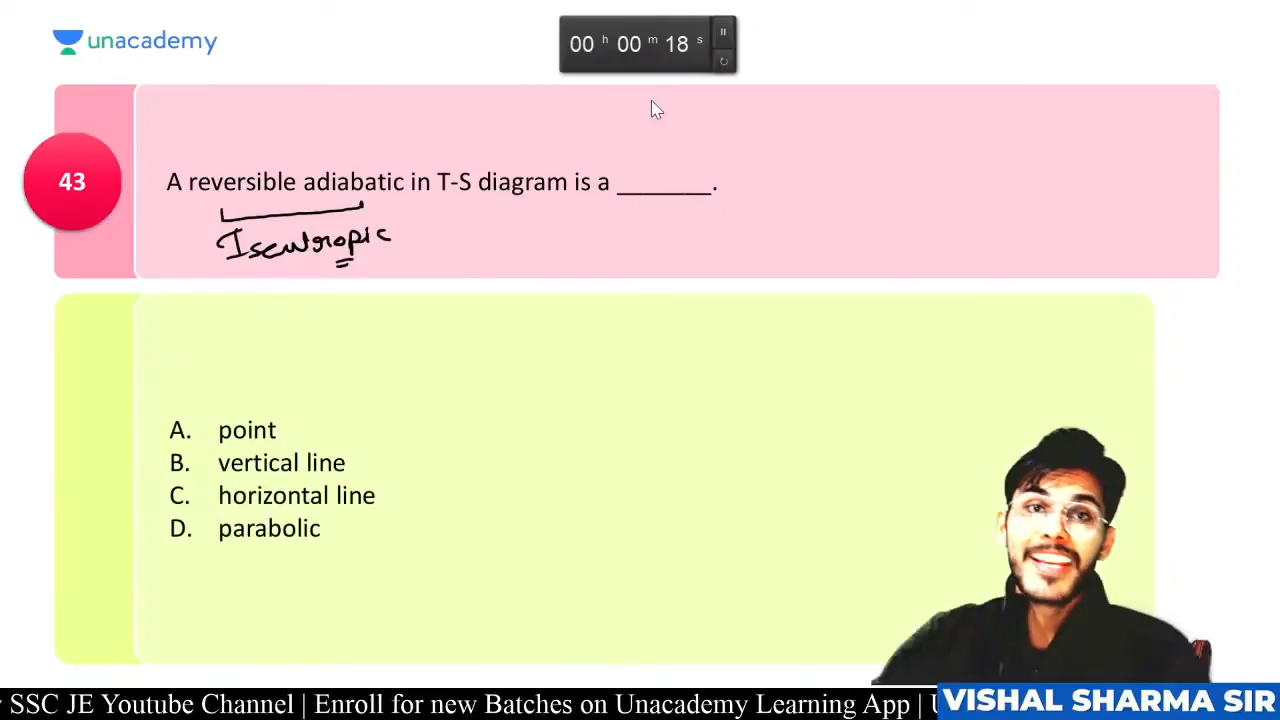 unacademy
00 h 00 m 18 s
43
A reversible adiabatic in T-S diagram is a _______.
Isentropic
A. point
B. vertical line
C. horizontal line
D. parabolic
SSC JE Youtube Channel | Enroll for new Batches on Unacademy Learning App |
VISHAL SHARMA SIR